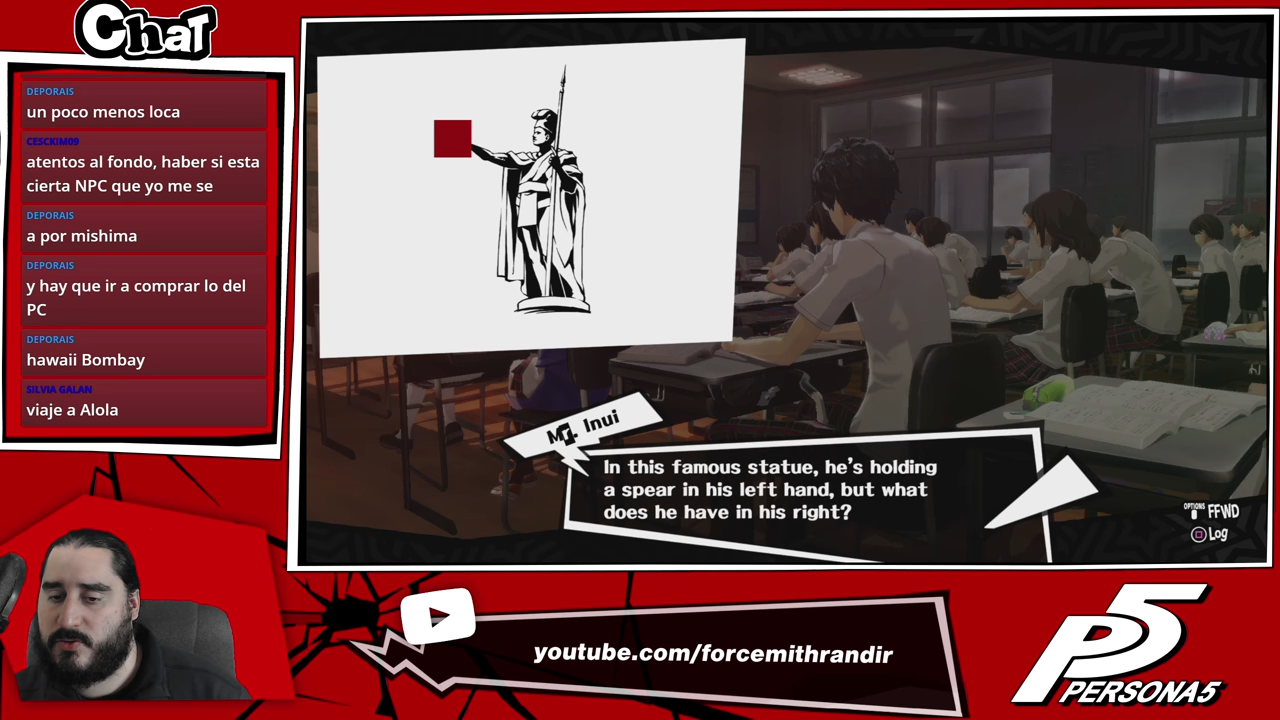 Chat
DEPORAIS
un poco menos loca
CESCKIM09
atentos al fondo, haber si esta
cierta NPC que yo me se
DEPORAIS
a por mishima
DEPORAIS
y hay que ir a comprar lo del
PC
DEPORAIS
hawaii Bombay
SILVIA GALAN
viaje a Alola
Mr. Inui
In this famous statue, he's holding
a spear in his left hand, but what
does he have in his right?
OPTIONS
FFWD
Log
youtube.com/forcemithrandir
P5
PERSONA5